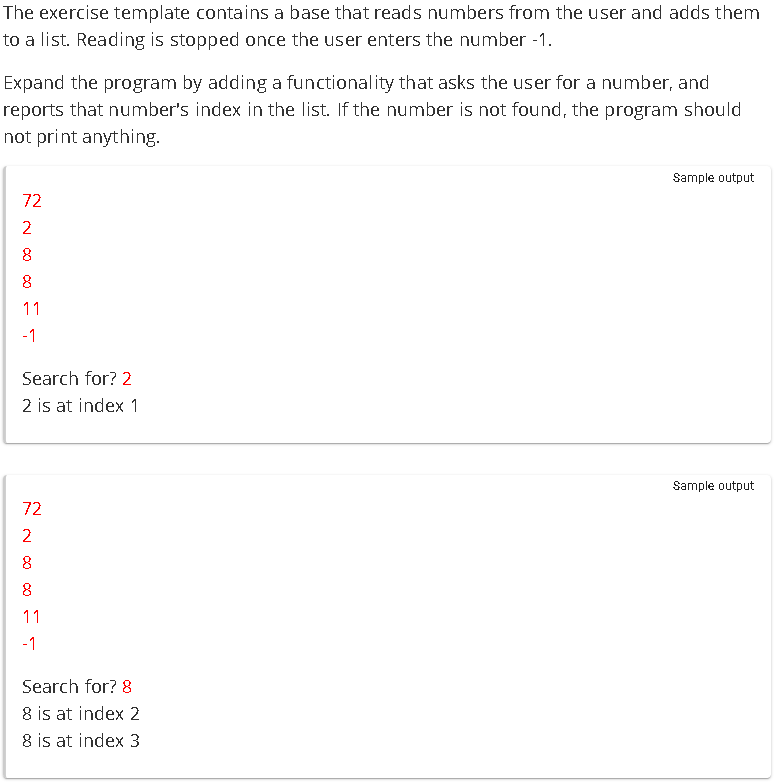 The exercise template contains a base that reads numbers from the user and adds them
to a list. Reading is stopped once the user enters the number -1.
Expand the program by adding a functionality that asks the user for a number, and
reports that number's index in the list. If the number is not found, the program should
not print anything.
Sample output
72
2
8
8
11
-1
Search for? 2
2 is at index 1
Sample output
72
2
8
8
11
-1
Search for? 8
8 is at index 2
8 is at index 3